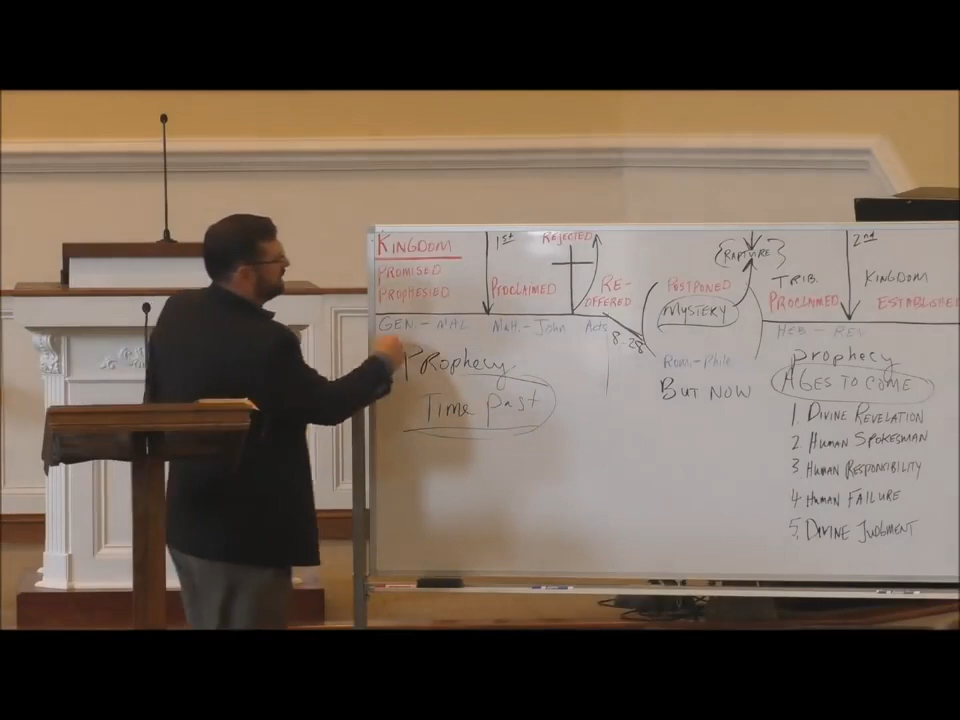 KINGDOM
PROMISED
PROPHESIED
GEN. - MAL
Prophecy
Time Past
1st
PROCLAIMED
Matt. - John
REJECTED
RE-
OFFERED
Acts
8-28
POSTPONED
MYSTERY
Rom. - Phile
BUT NOW
{RAPTURE}
TRIB.
PROCLAIMED
2nd
KINGDOM
ESTABLISHED
HEB - REV
Prophecy
AGES TO COME
1 DIVINE REVELATION
2 HUMAN SPOKESMAN
3. HUMAN RESPONSIBILITY
4 HUMAN FAILURE
5. DIVINE JUDGMENT